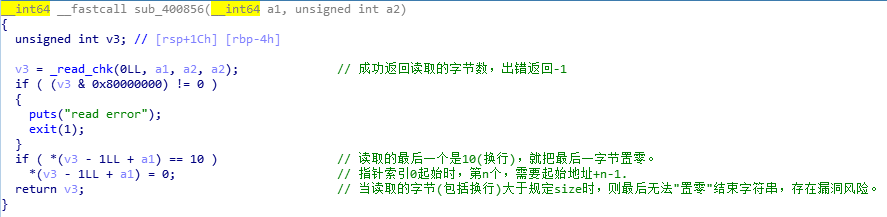 __int64 __fastcall sub_400856(__int64 a1, unsigned int a2)
{
unsigned int v3; // [rsp+1Ch] [rbp-4h]
v3 = _read_chk(0LL, a1, a2, a2); // 成功返回读取的字节数，出错返回-1
if ( (v3 & 0x80000000) != 0 )
{
puts("read error");
exit(1);
}
if ( *(v3 - 1LL + a1) == 10 ) // 读取的最后一个是10(换行)，就把最后一字节置零。
*(v3 - 1LL + a1) = 0; // 指针索引0起始时，第n个，需要起始地址+n-1.
return v3; // 当读取的字节(包括换行)大于规定size时，则最后无法"置零"结束字符串，存在漏洞风险。
}